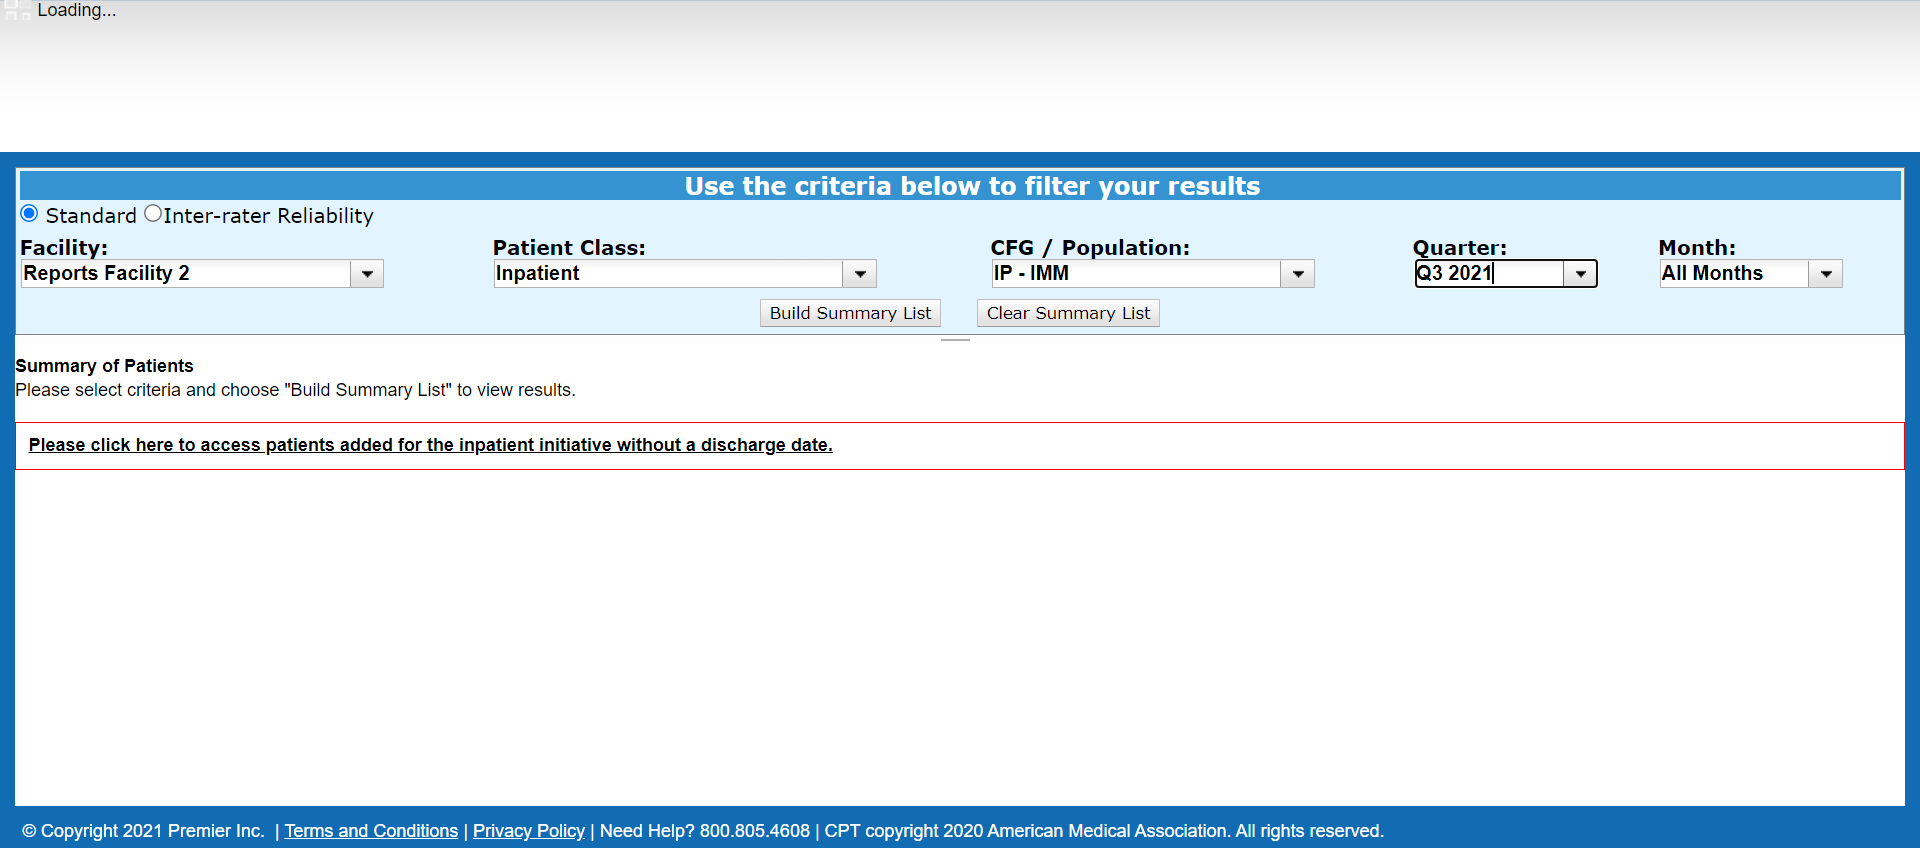 Loading...
Use the criteria below to filter your results
Standard Inter-rater Reliability
Facility: Patient Class: CFG / Population: Quarter: Month:
Reports Facility 2 Inpatient IP - IMM Q3 2021 All Months
Build Summary List Clear Summary List
Summary of Patients
Please select criteria and choose "Build Summary List" to view results.
Please click here to access patients added for the inpatient initiative without a discharge date.
© Copyright 2021 Premier Inc. | Terms and Conditions | Privacy Policy | Need Help? 800.805.4608 | CPT copyright 2020 American Medical Association. All rights reserved.